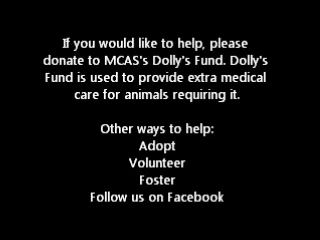 If you would like to help, please
donate to MCAS's Dolly's Fund. Dolly's
Fund is used to provide extra medical
care for animals requiring it.
Other ways to help:
Adopt
Volunteer
Foster
Follow us on Facebook